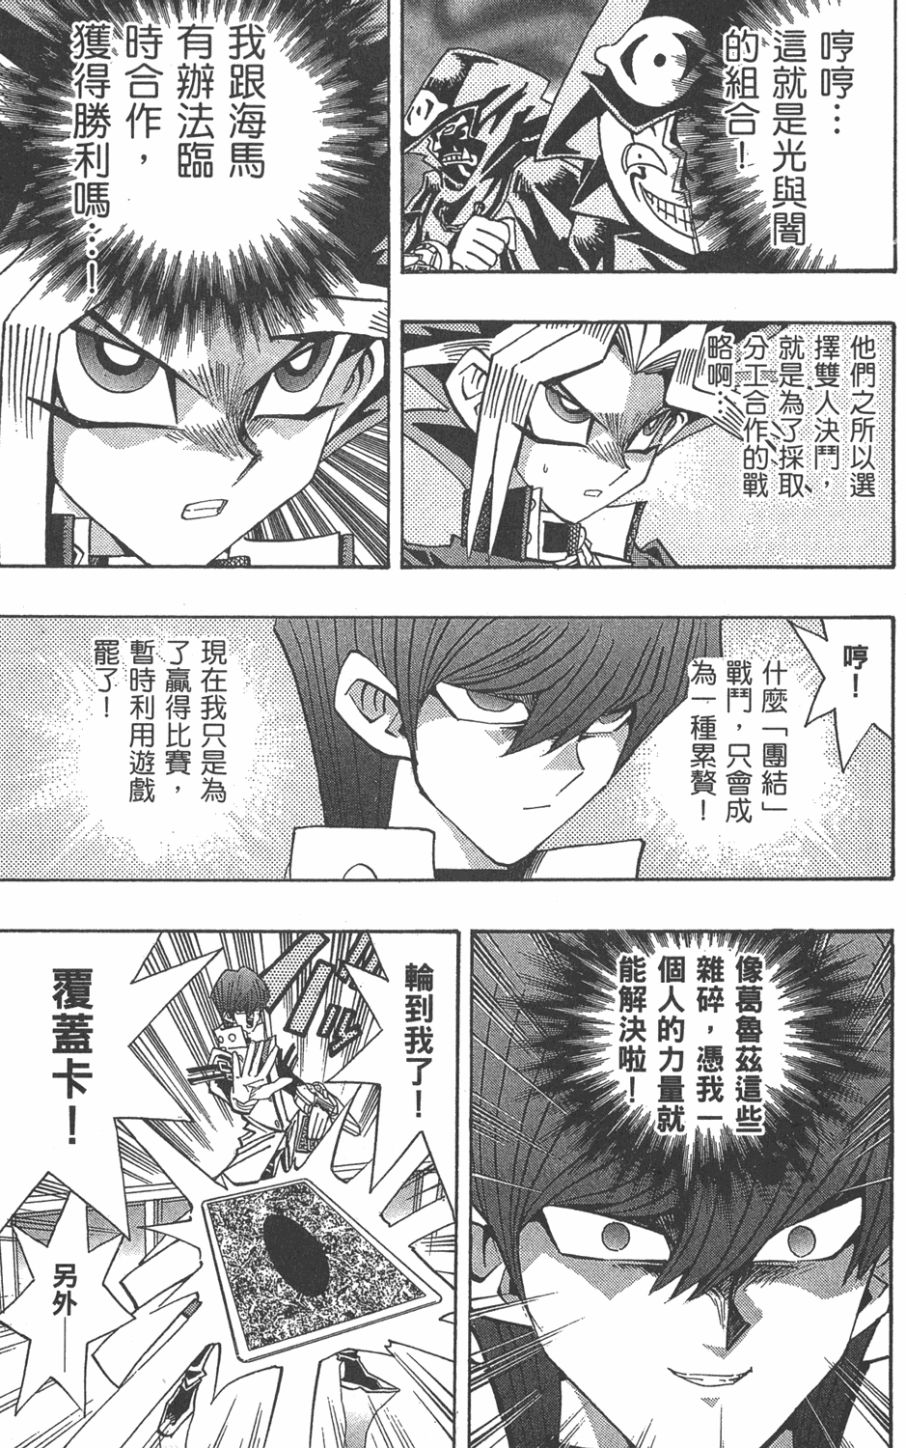 哼哼…
這就是光與闇
的組合！
我跟海馬
有辦法臨
時合作，
獲得勝利嗎…！
他們之所以選
擇雙人決鬥，
就是為了採取
分工合作的戰
略啊…
哼！
什麼「團結」
戰鬥，只會成
為一種累贅！
現在我只是為
了贏得比賽，
暫時利用遊戲
罷了！
像葛魯茲這些
雜碎，憑我一
個人的力量就
能解決啦！
輪到我了！
覆蓋卡！
另外—